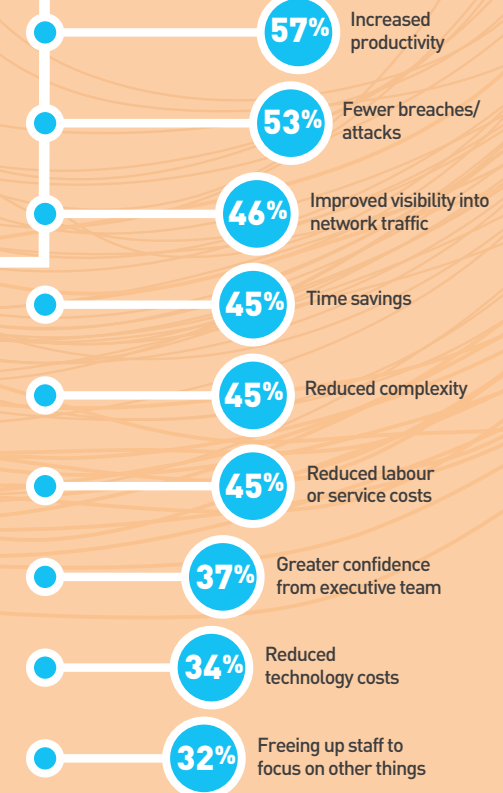 57% Increased
productivity
53% Fewer breaches/
attacks
46% Improved visibility into
network traffic
45% Time savings
45% Reduced complexity
45% Reduced labour
or service costs
37% Greater confidence
from executive team
34% Reduced
technology costs
32% Freeing up staff to
focus on other things